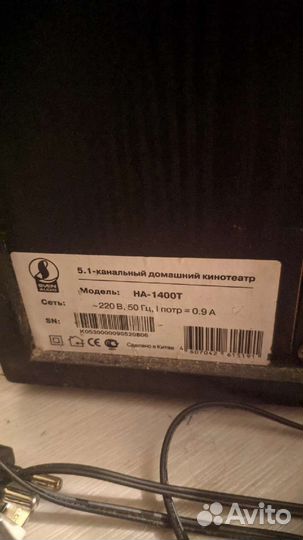 SVEN
5.1-канальный домашний кинотеатр
Модель: HA-1400T
Сеть: ~220 В, 50 Гц, I потр = 0.9 А
SN:
Сделано в Китае
Avito